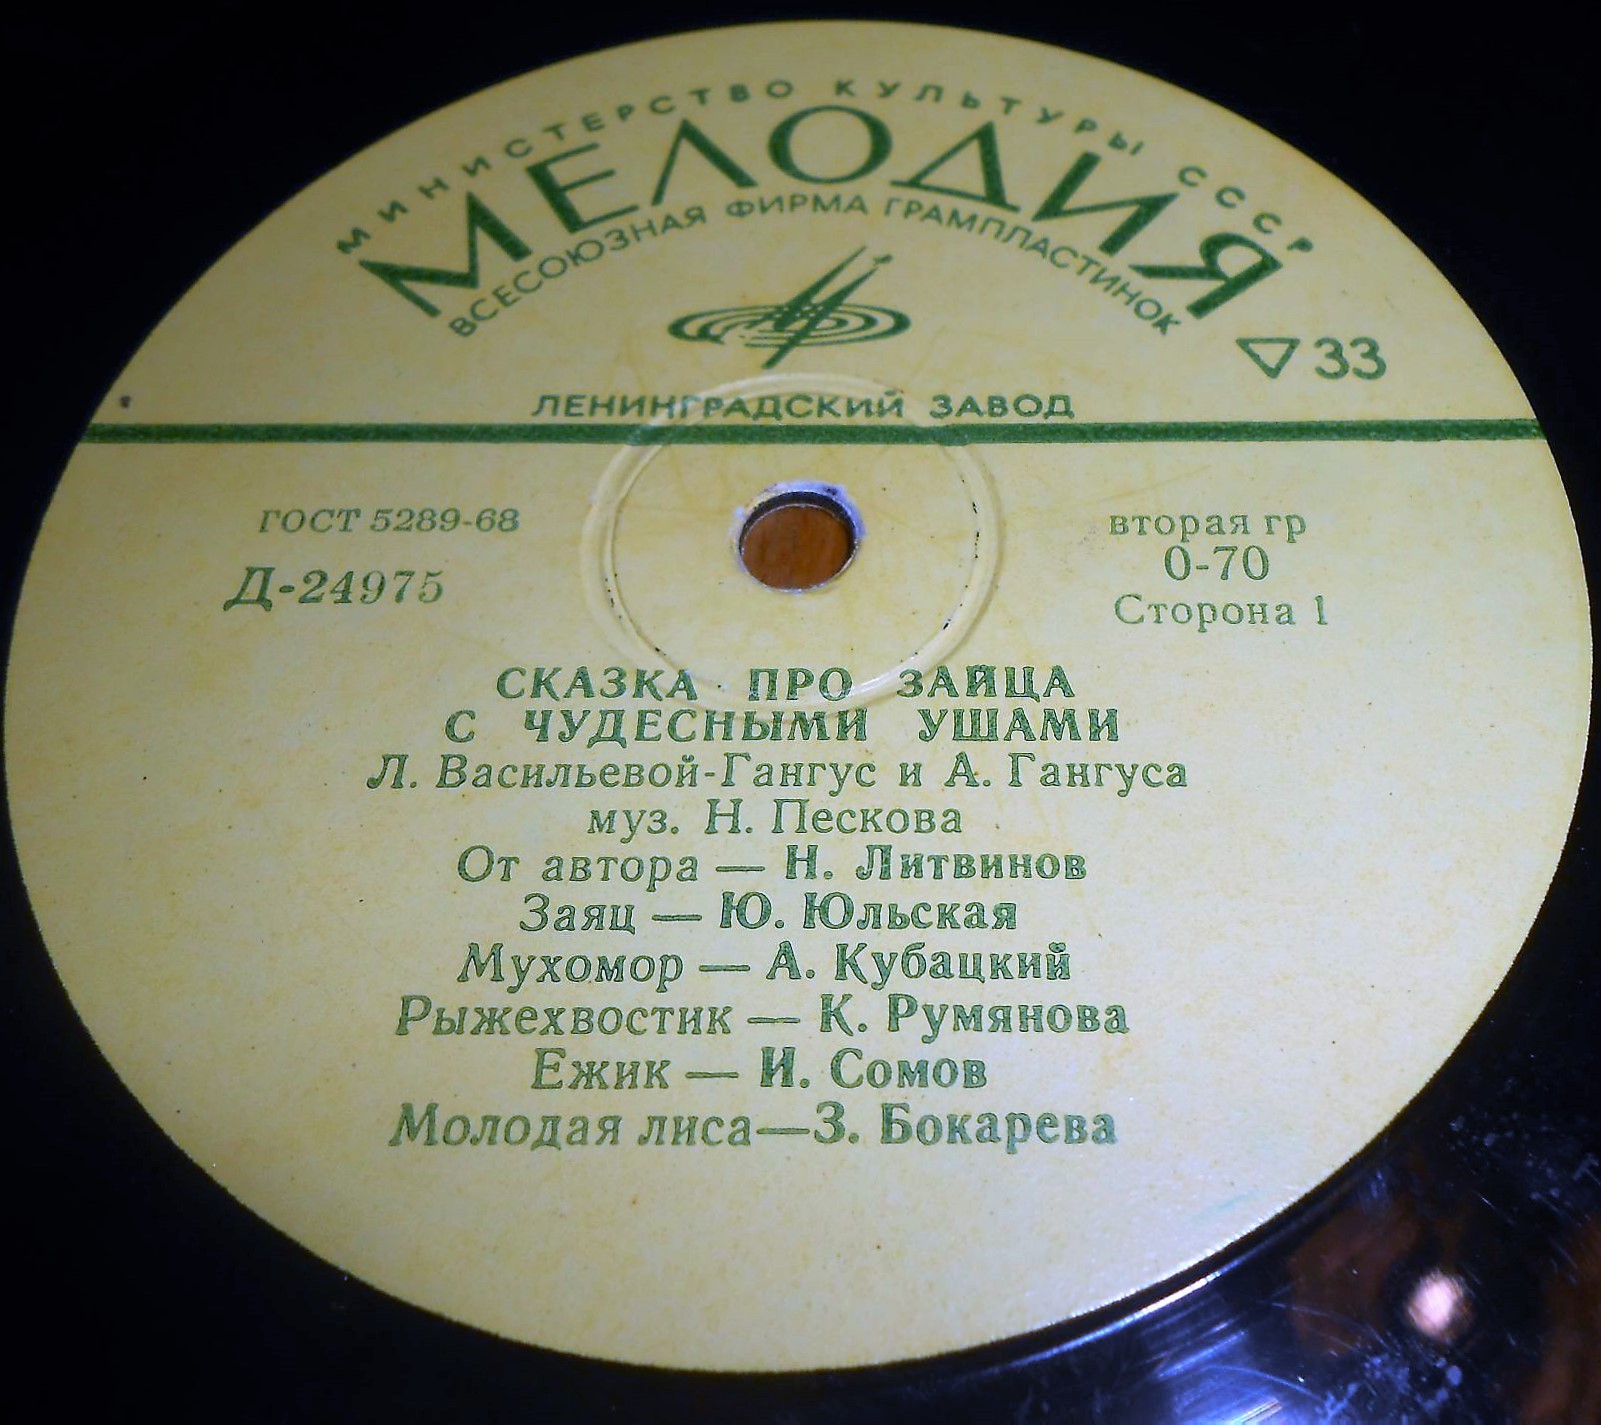 МИНИСТЕРСТВО КУЛЬТУРЫ СССР
МЕЛОДИЯ
ВСЕСОЮЗНАЯ ФИРМА ГРАМПЛАСТИНОК
▽33
ЛЕНИНГРАДСКИЙ ЗАВОД
ГОСТ 5289-68
Д-24975
вторая гр
0-70
Сторона 1
СКАЗКА ПРО ЗАЙЦА
С ЧУДЕСНЫМИ УШАМИ
Л. Васильевой-Гангус и А. Гангуса
муз. Н. Пескова
От автора — Н. Литвинов
Заяц — Ю. Юльская
Мухомор — А. Кубацкий
Рыжехвостик — К. Румянова
Ежик — И. Сомов
Молодая лиса—З. Бокарева